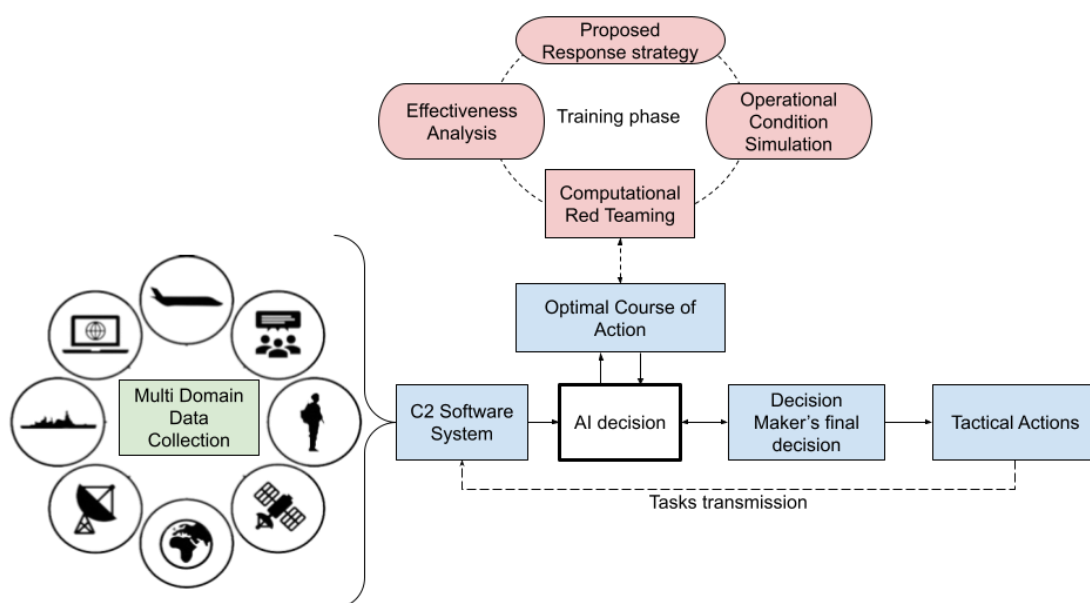 Proposed
Response strategy
Effectiveness
Analysis
Training phase
Operational
Condition
Simulation
Computational
Red Teaming
Optimal Course of
Action
Multi Domain
Data
Collection
C2 Software
System
AI decision
Decision
Maker's final
decision
Tactical Actions
Tasks transmission